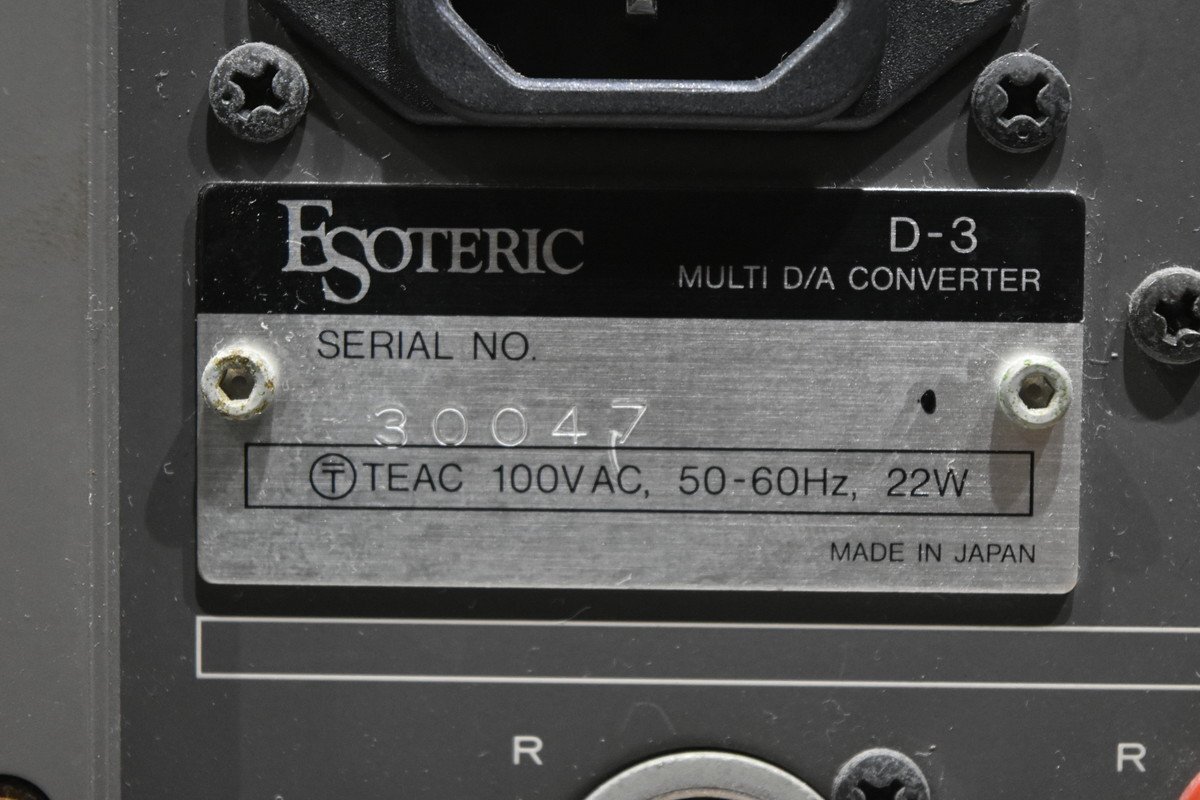 ESOTERIC
D-3
MULTI D/A CONVERTER
SERIAL NO.
30047
〒TEAC 100VAC, 50-60Hz, 22W
MADE IN JAPAN
R
R